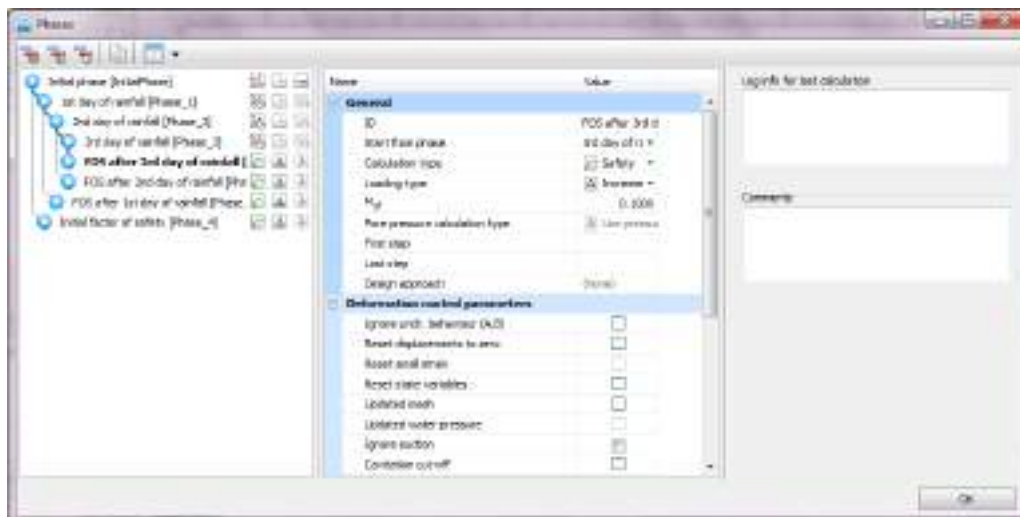 Phases
Initial phase [InitialPhase]
1st day of rainfall [Phase_1]
2nd day of rainfall [Phase_2]
3rd day of rainfall [Phase_3]
FOS after 3rd day of rainfall [
FOS after 2nd day of rainfall [Pha
FOS after 1st day of rainfall [Phase_
Initial factor of safety [Phase_4]
Name Value
General
ID FOS after 3rd d
Start from phase 3rd day of r
Calculation type Safety
Loading type Increme
Msf 0.1000
Pore pressure calculation type Use pressu
First step
Last step
Design approach (None)
Deformation control parameters
Ignore undr. behaviour (A,B)
Reset displacements to zero
Reset small strain
Reset state variables
Updated mesh
Updated water pressure
Ignore suction
Cavitation cut-off
Log info for last calculation
Comments
OK